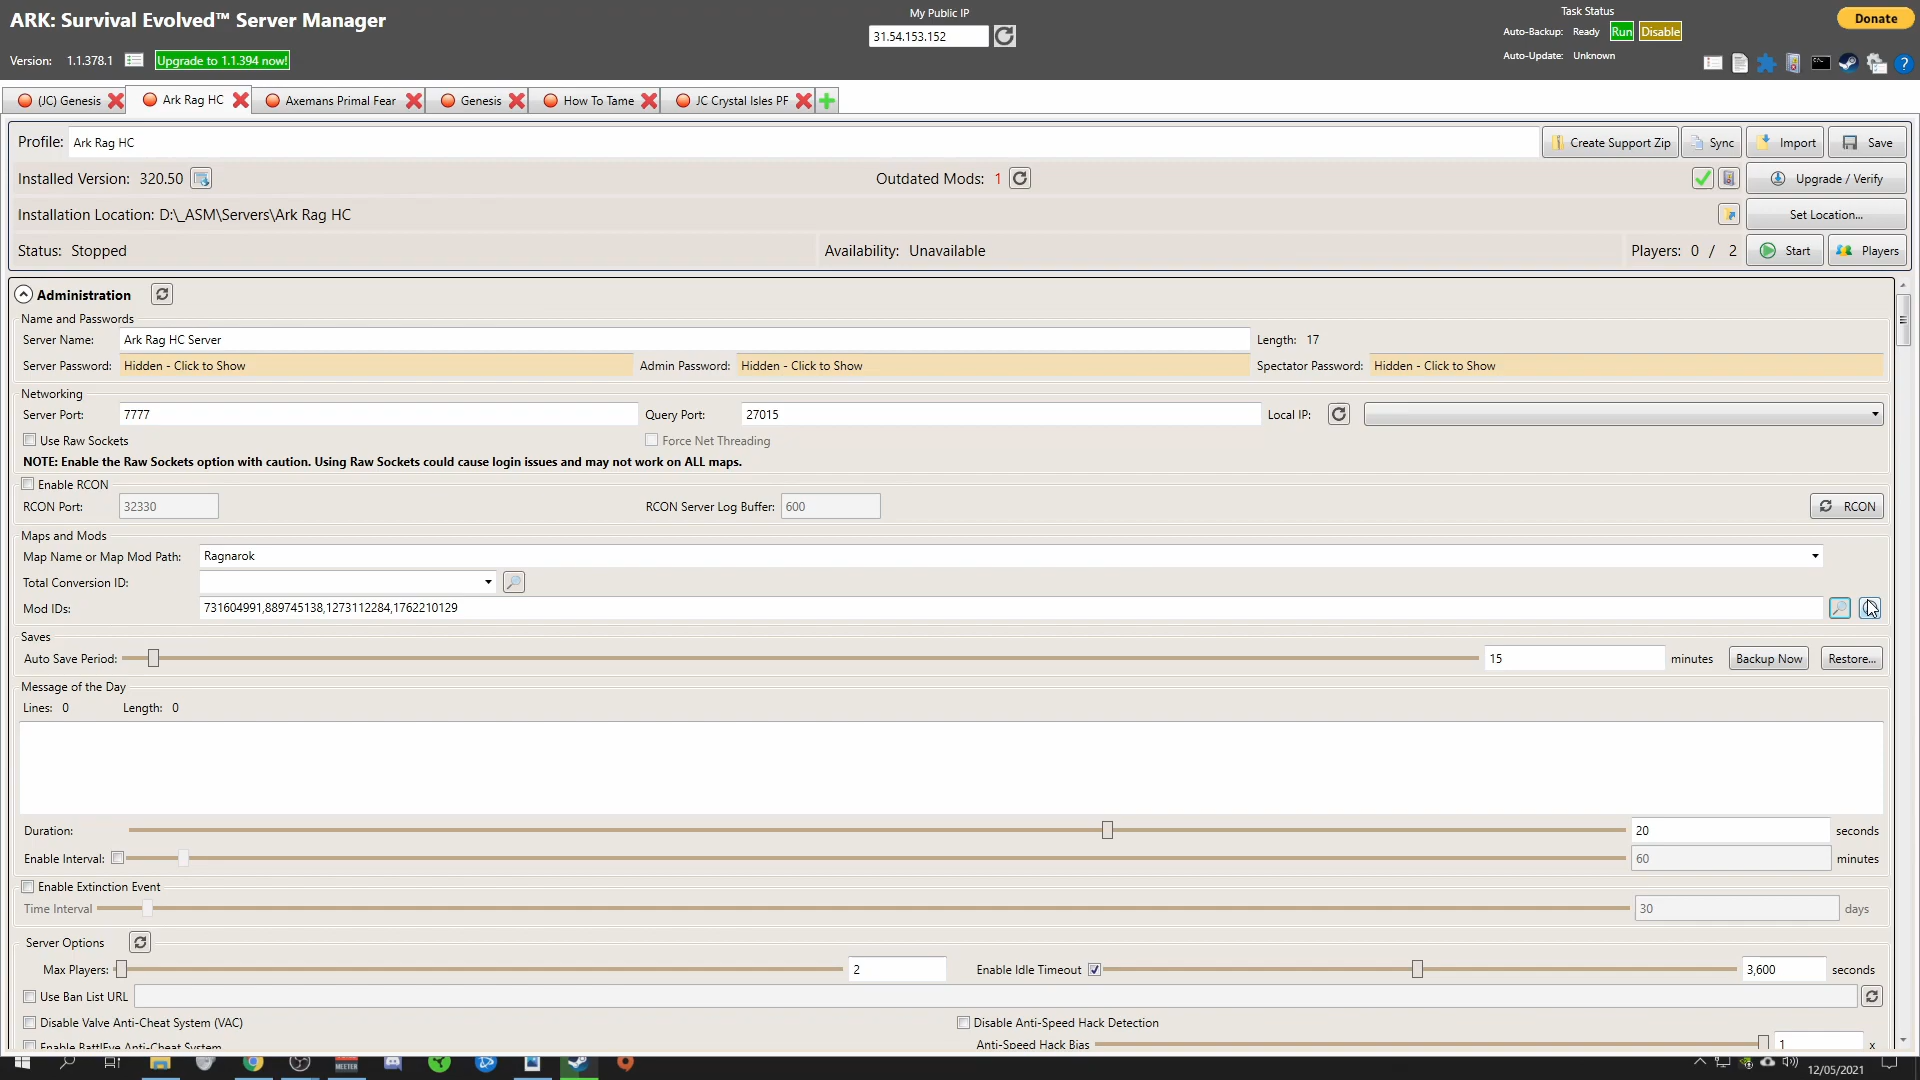 ARK: Survival Evolved™ Server Manager
My Public IP
31.54.153.152
Task Status
Auto-Backup: Ready Run Disable
Auto-Update: Unknown
Donate
Version: 1.1.378.1 Upgrade to 1.1.394 now!
(JC) Genesis Ark Rag HC Axemans Primal Fear Genesis How To Tame JC Crystal Isles PF
Profile: Ark Rag HC Create Support Zip Sync Import Save
Installed Version: 320.50 Outdated Mods: 1 Upgrade / Verify
Installation Location: D:\_ASM\Servers\Ark Rag HC Set Location...
Status: Stopped Availability: Unavailable Players: 0 / 2 Start Players
Administration
Name and Passwords
Server Name: Ark Rag HC Server Length: 17
Server Password: Hidden - Click to Show Admin Password: Hidden - Click to Show Spectator Password: Hidden - Click to Show
Networking
Server Port: 7777 Query Port: 27015 Local IP:
Use Raw Sockets Force Net Threading
NOTE: Enable the Raw Sockets option with caution. Using Raw Sockets could cause login issues and may not work on ALL maps.
Enable RCON
RCON Port: 32330 RCON Server Log Buffer: 600 RCON
Maps and Mods
Map Name or Map Mod Path: Ragnarok
Total Conversion ID:
Mod IDs: 731604991,889745138,1273112284,1762210129
Saves
Auto Save Period: 15 minutes Backup Now Restore...
Message of the Day
Lines: 0 Length: 0
Duration: 20 seconds
Enable Interval: 60 minutes
Enable Extinction Event
Time Interval 30 days
Server Options
Max Players: 2 Enable Idle Timeout 3,600 seconds
Use Ban List URL
Disable Valve Anti-Cheat System (VAC) Disable Anti-Speed Hack Detection
Enable BattlEye Anti-Cheat System Anti-Speed Hack Bias 1 x
MEETER
12/05/2021